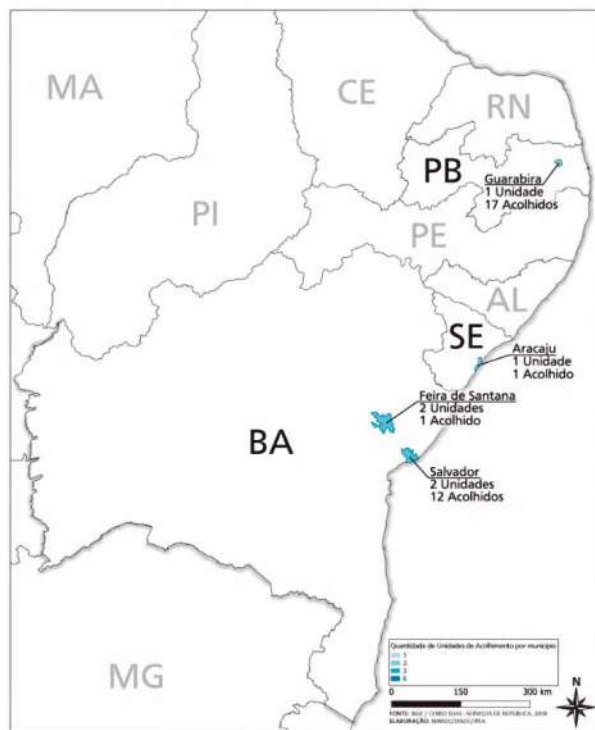 MA
CE
RN
PB
Guarabira
1 Unidade
17 Acolhidos
PI
PE
AL
SE
Aracaju
1 Unidade
1 Acolhido
Feira de Santana
2 Unidades
1 Acolhido
BA
Salvador
2 Unidades
12 Acolhidos
MG
Quantidade de Unidades de Acolhimento por município
1
2
3
6
0 150 300 km
N